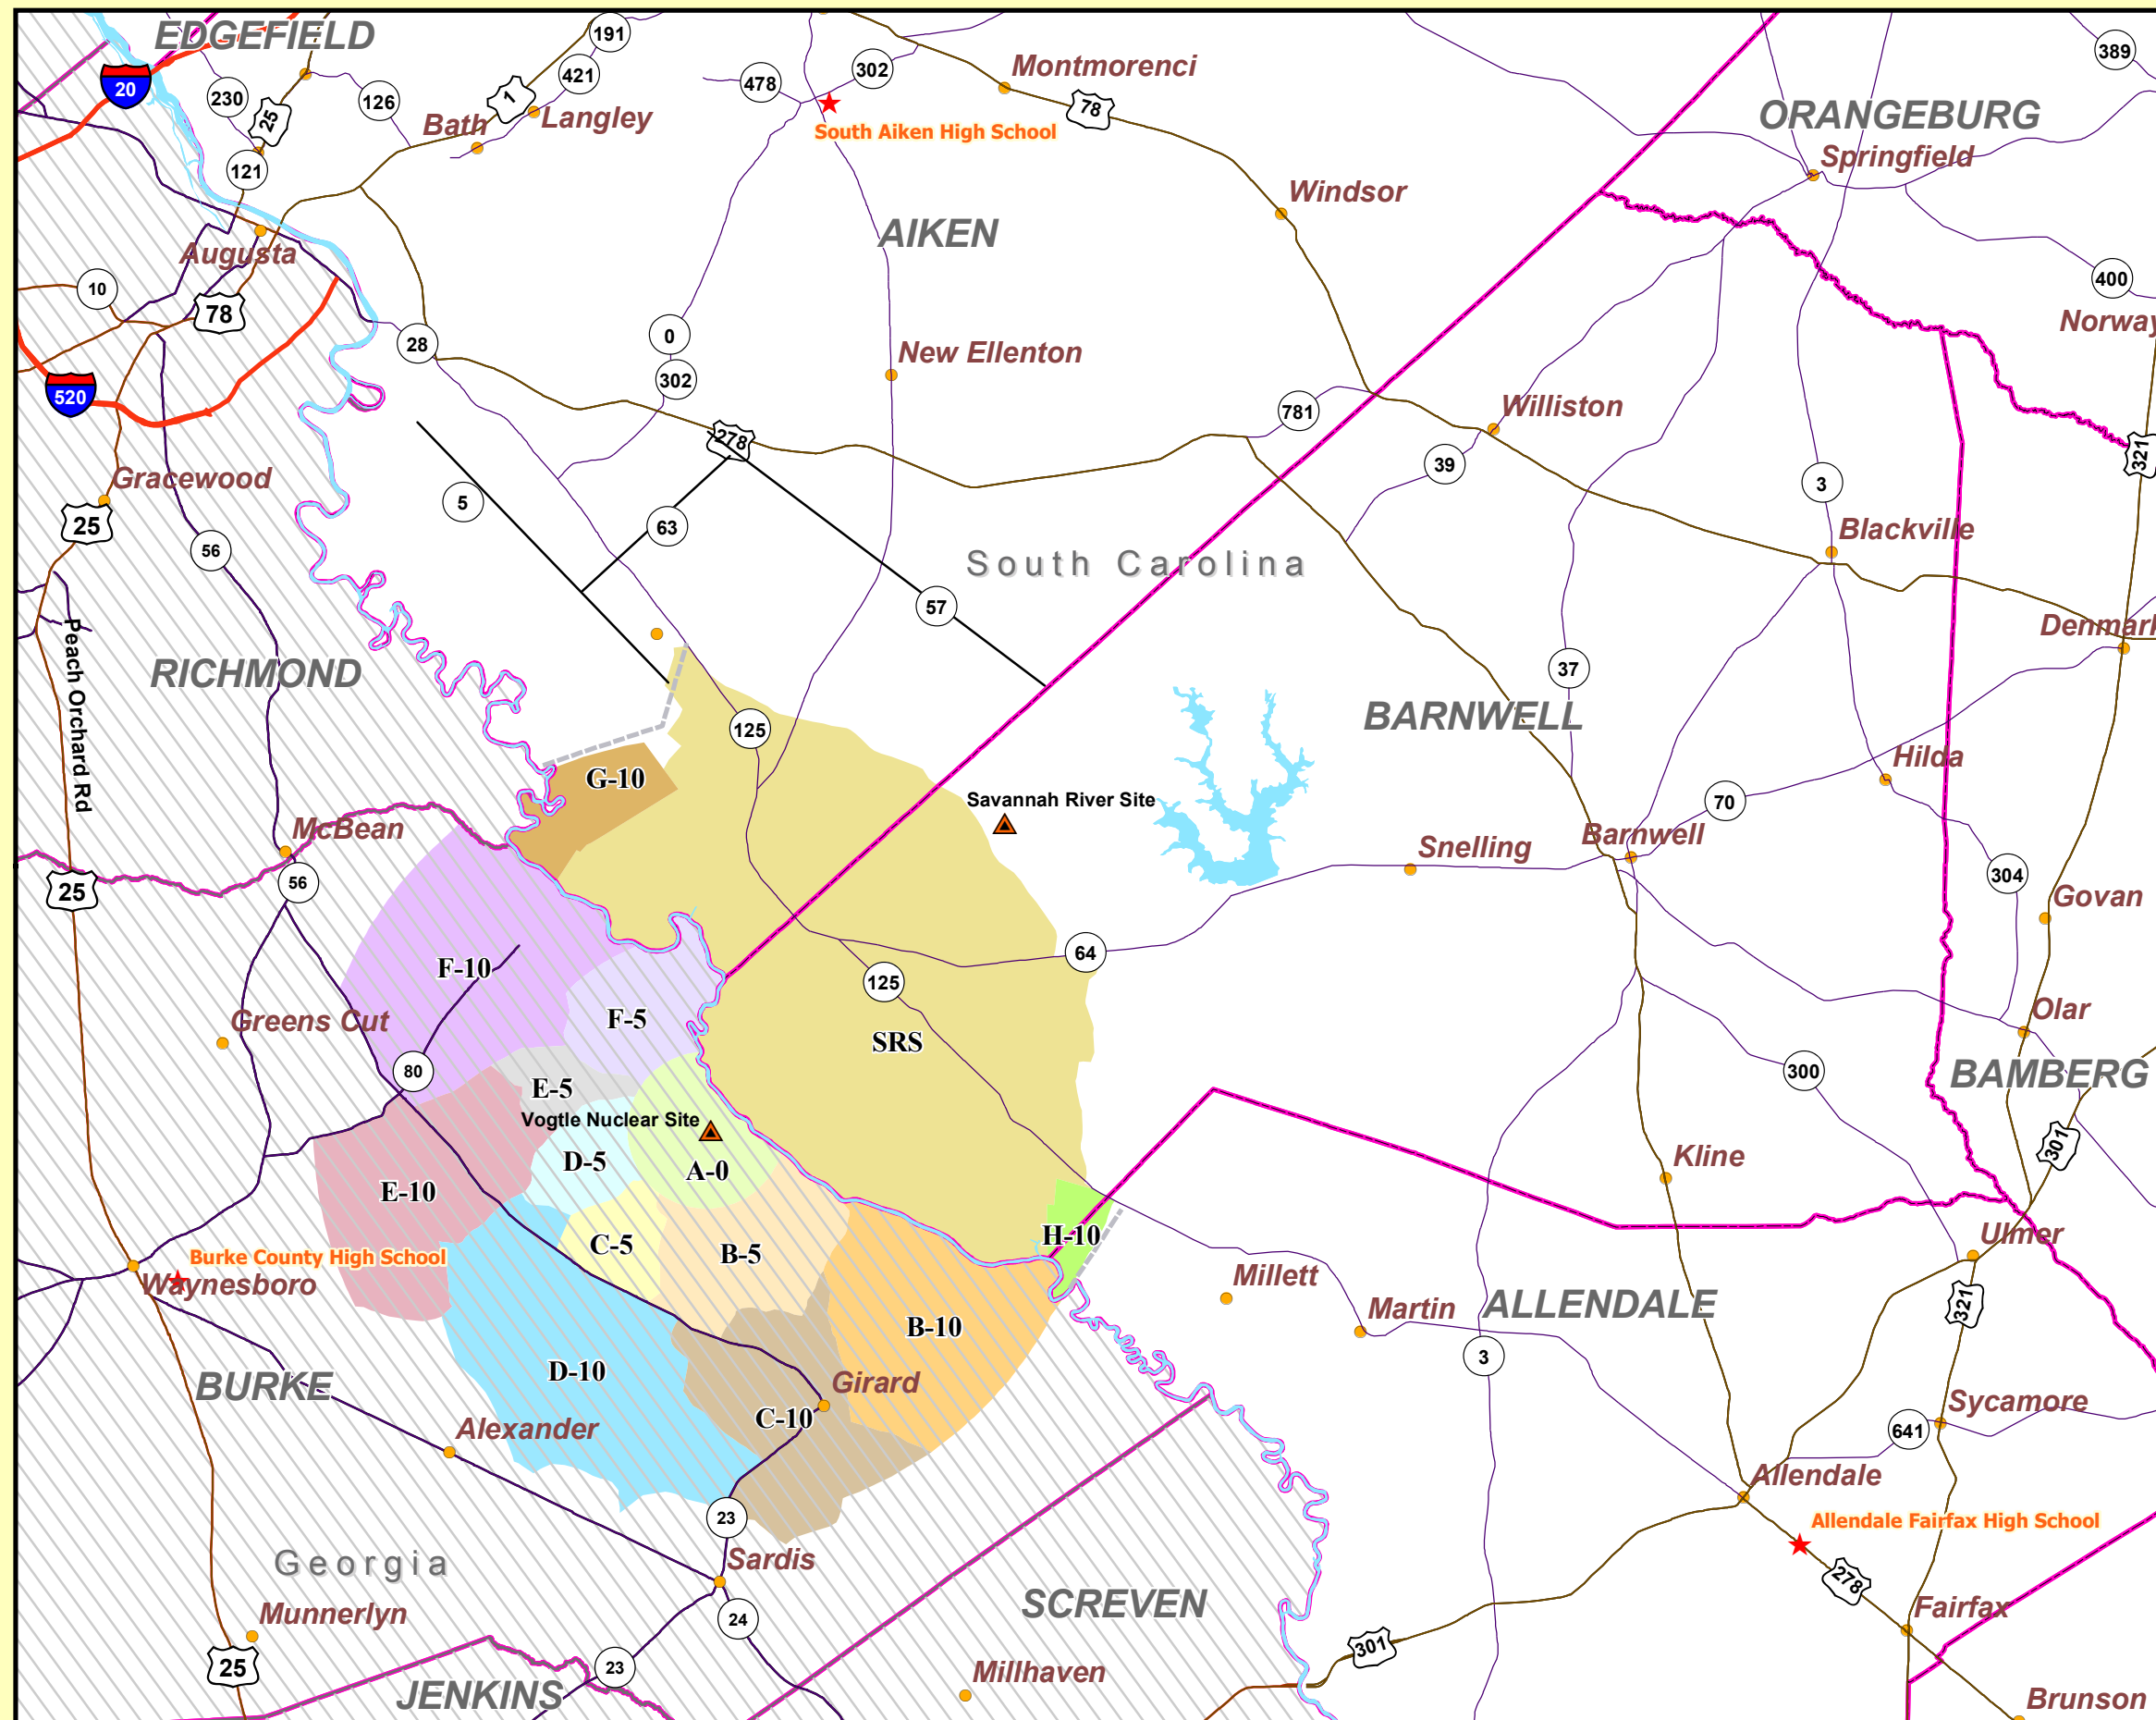 EDGEFIELD
191
389
20
230
25
126
1
421
478
302
Montmorenci
78
ORANGEBURG
Bath
Langley
South Aiken High School
121
Springfield
Windsor
AIKEN
Augusta
10
78
400
Norway
28
0
New Ellenton
302
520
781
Williston
278
39
321
Gracewood
5
3
25
63
Blackville
56
South Carolina
57
Denmark
Peach Orchard Rd
RICHMOND
37
BARNWELL
125
G-10
Hilda
Savannah River Site
70
McBean
Barnwell
Snelling
56
25
304
Govan
64
F-10
125
Greens Cut
F-5
Olar
SRS
80
300
BAMBERG
E-5
Vogtle Nuclear Site
301
D-5
A-0
Kline
E-10
H-10
Ulmer
C-5
B-5
Burke County High School
Waynesboro
Millett
Martin
ALLENDALE
321
B-10
3
D-10
BURKE
Girard
C-10
Sycamore
Alexander
641
Allendale
23
Allendale Fairfax High School
Georgia
Sardis
278
SCREVEN
Munnerlyn
24
Fairfax
301
25
23
Millhaven
JENKINS
Brunson